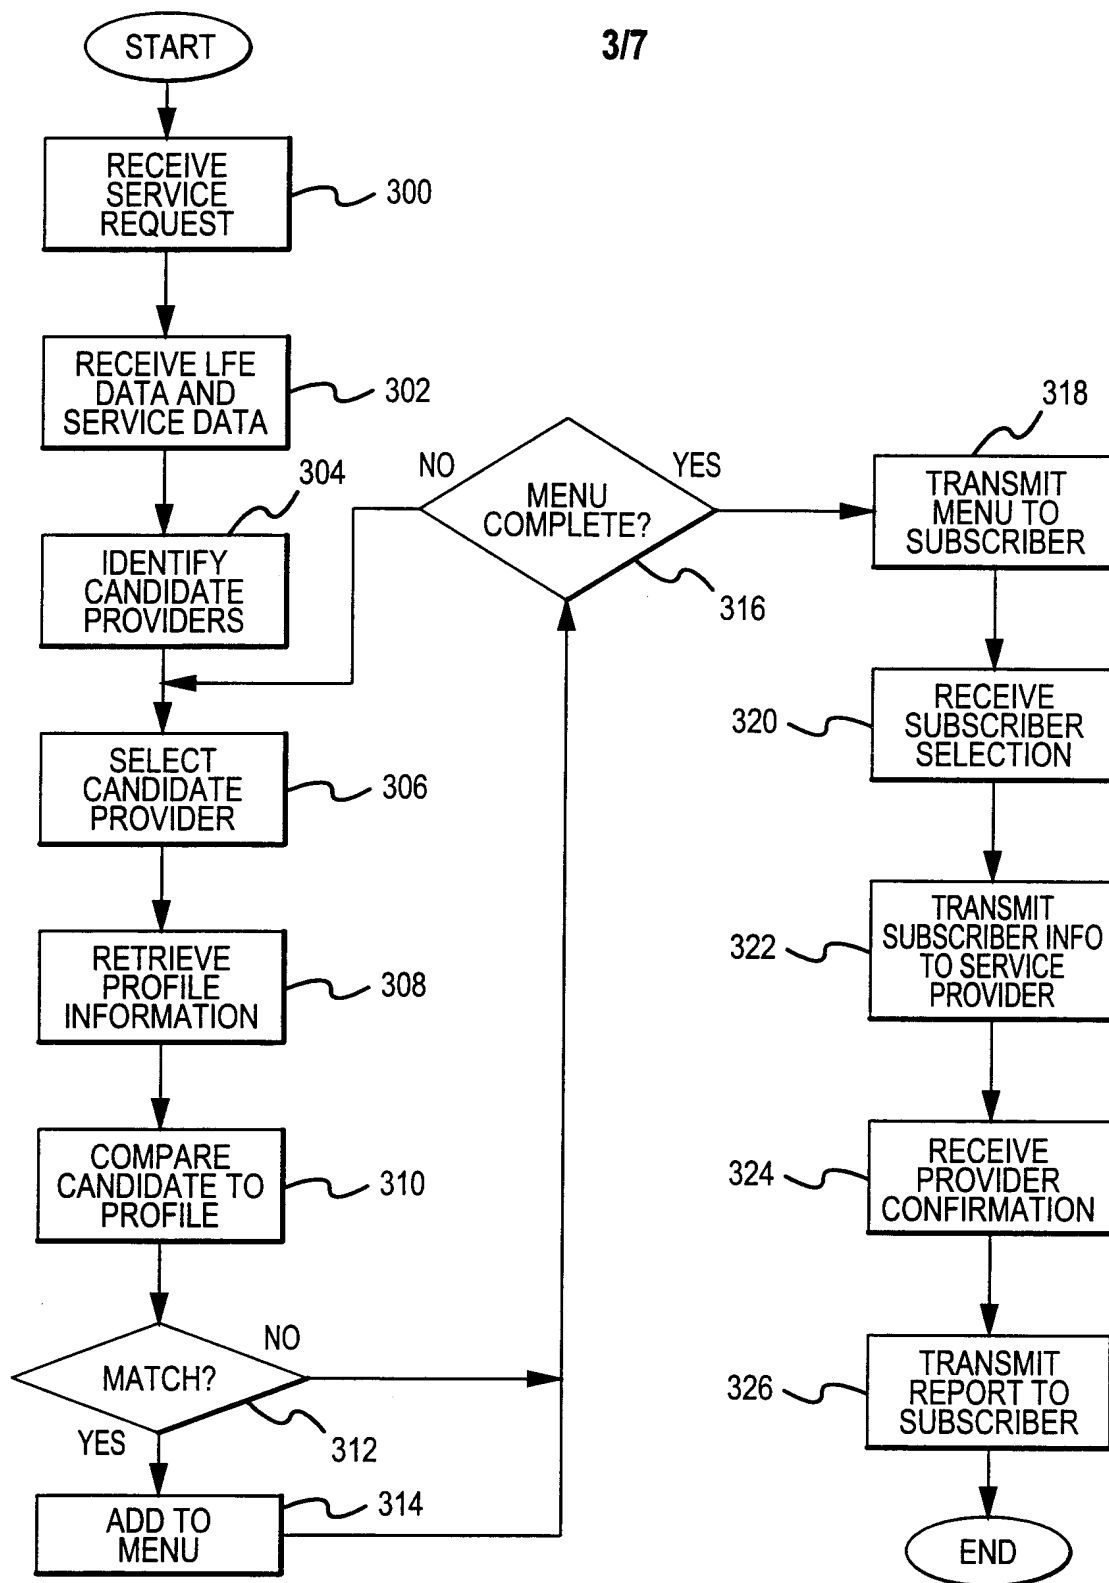 3/7
START
RECEIVE
SERVICE
REQUEST
300
RECEIVE LFE
DATA AND
SERVICE DATA
302
304
IDENTIFY
CANDIDATE
PROVIDERS
SELECT
CANDIDATE
PROVIDER
306
RETRIEVE
PROFILE
INFORMATION
308
COMPARE
CANDIDATE TO
PROFILE
310
MATCH?
NO
YES
312
ADD TO
MENU
314
NO
MENU
COMPLETE?
YES
316
318
TRANSMIT
MENU TO
SUBSCRIBER
320
RECEIVE
SUBSCRIBER
SELECTION
322
TRANSMIT
SUBSCRIBER INFO
TO SERVICE
PROVIDER
324
RECEIVE
PROVIDER
CONFIRMATION
326
TRANSMIT
REPORT TO
SUBSCRIBER
END